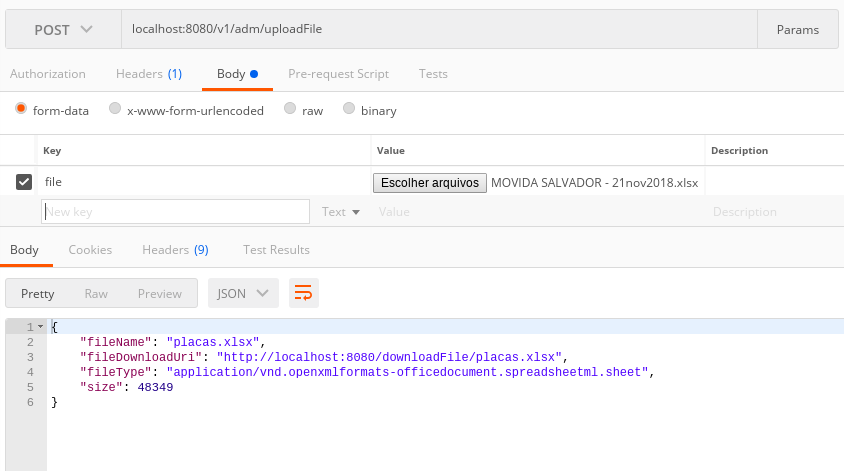 POST localhost:8080/v1/adm/uploadFile Params
Authorization Headers (1) Body Pre-request Script Tests
form-data x-www-form-urlencoded raw binary
Key Value Description
file Escolher arquivos MOVIDA SALVADOR - 21nov2018.xlsx
New key Text Value Description
Body Cookies Headers (9) Test Results
Pretty Raw Preview JSON
1 {
2 "fileName": "placas.xlsx",
3 "fileDownloadUri": "http://localhost:8080/downloadFile/placas.xlsx",
4 "fileType": "application/vnd.openxmlformats-officedocument.spreadsheetml.sheet",
5 "size": 48349
6 }